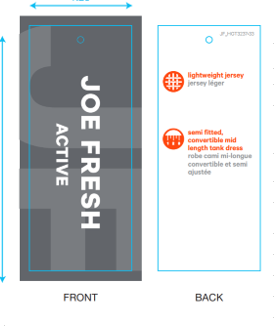 JOE FRESH
ACTIVE
lightweight jersey
jersey léger
semi fitted,
convertible mid
length tank dress
robe cami mi-longue
convertible et semi
ajustée
FRONT
BACK